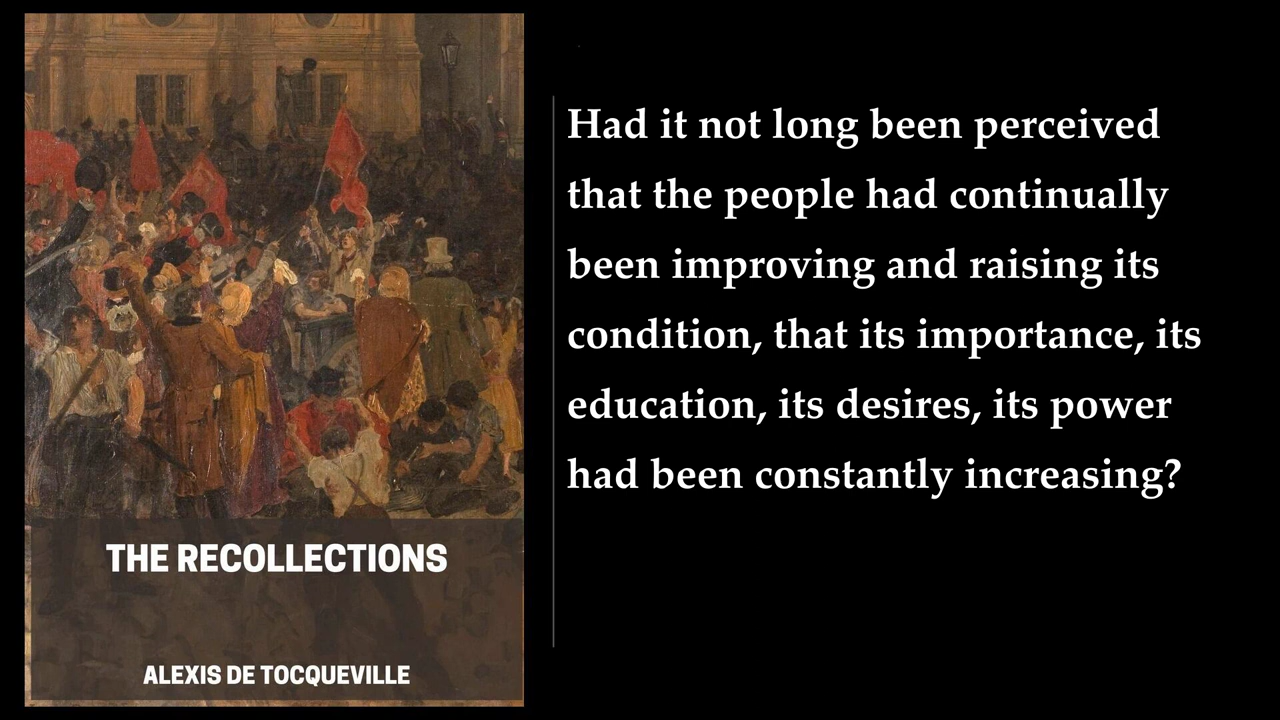 Had it not long been perceived
that the people had continually
been improving and raising its
condition, that its importance, its
education, its desires, its power
had been constantly increasing?
THE RECOLLECTIONS
ALEXIS DE TOCQUEVILLE